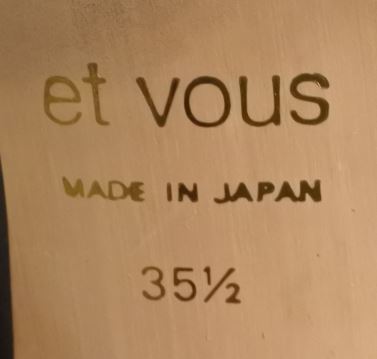 et vous
MADE IN JAPAN
35½